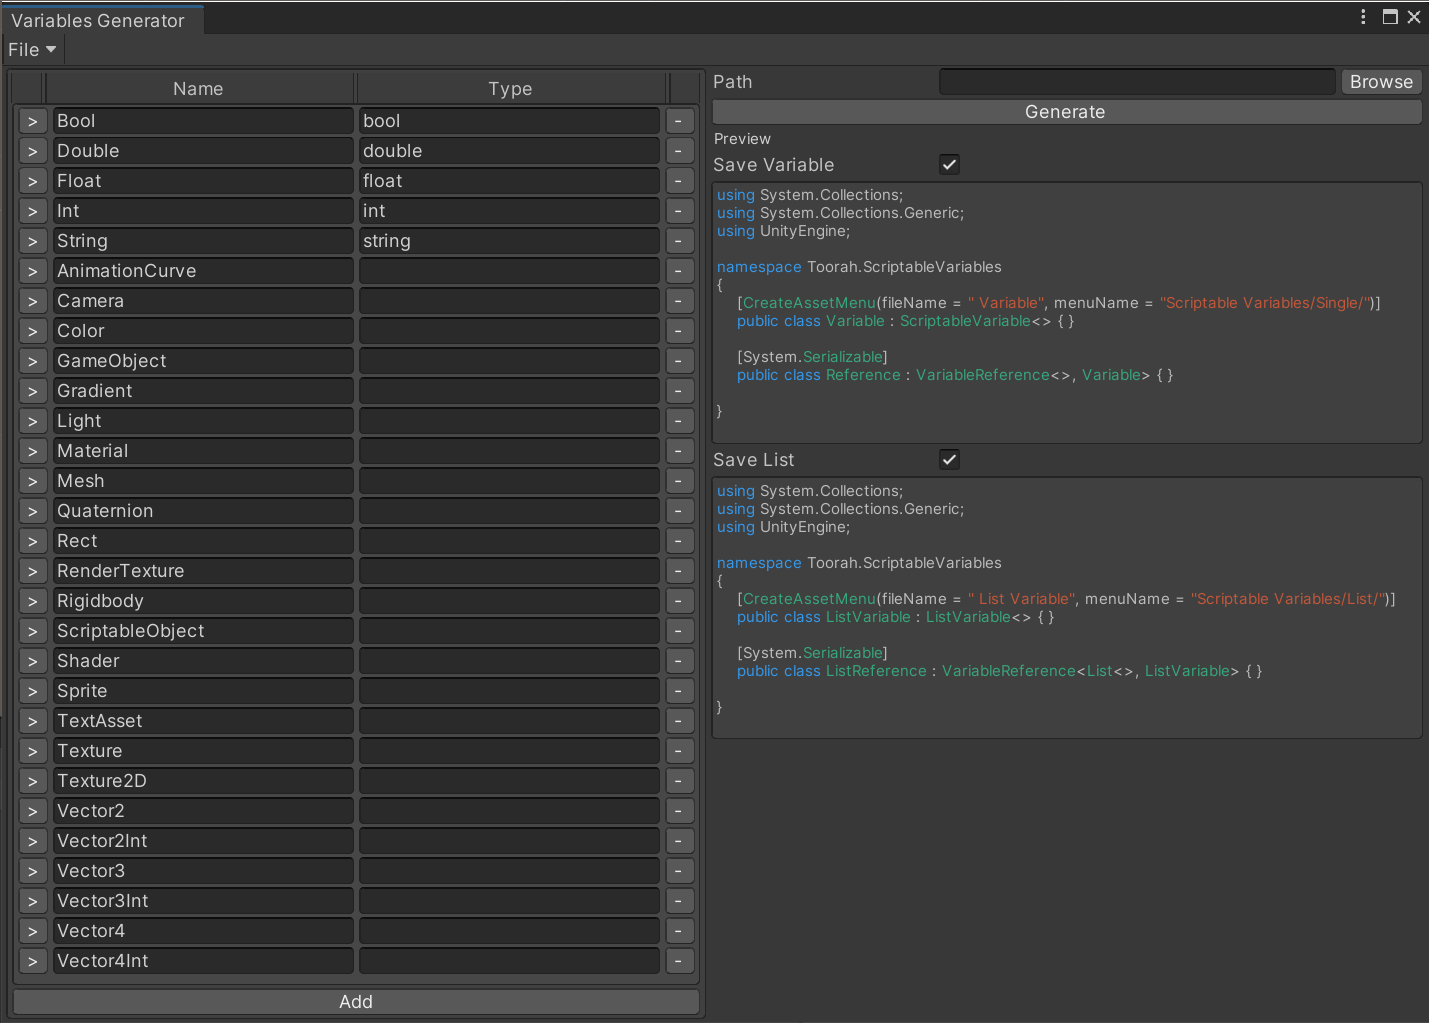 Variables Generator
File
Name Type
> Bool bool -
> Double double -
> Float float -
> Int int -
> String string -
> AnimationCurve -
> Camera -
> Color -
> GameObject -
> Gradient -
> Light -
> Material -
> Mesh -
> Quaternion -
> Rect -
> RenderTexture -
> Rigidbody -
> ScriptableObject -
> Shader -
> Sprite -
> TextAsset -
> Texture -
> Texture2D -
> Vector2 -
> Vector2Int -
> Vector3 -
> Vector3Int -
> Vector4 -
> Vector4Int -
Add
Path Browse
Generate
Preview
Save Variable
using System.Collections;
using System.Collections.Generic;
using UnityEngine;
namespace Toorah.ScriptableVariables
{
[CreateAssetMenu(fileName = " Variable", menuName = "Scriptable Variables/Single/")]
public class Variable : ScriptableVariable<> { }
[System.Serializable]
public class Reference : VariableReference<>, Variable> { }
}
Save List
using System.Collections;
using System.Collections.Generic;
using UnityEngine;
namespace Toorah.ScriptableVariables
{
[CreateAssetMenu(fileName = " List Variable", menuName = "Scriptable Variables/List/")]
public class ListVariable : ListVariable<> { }
[System.Serializable]
public class ListReference : VariableReference<List<>, ListVariable> { }
}